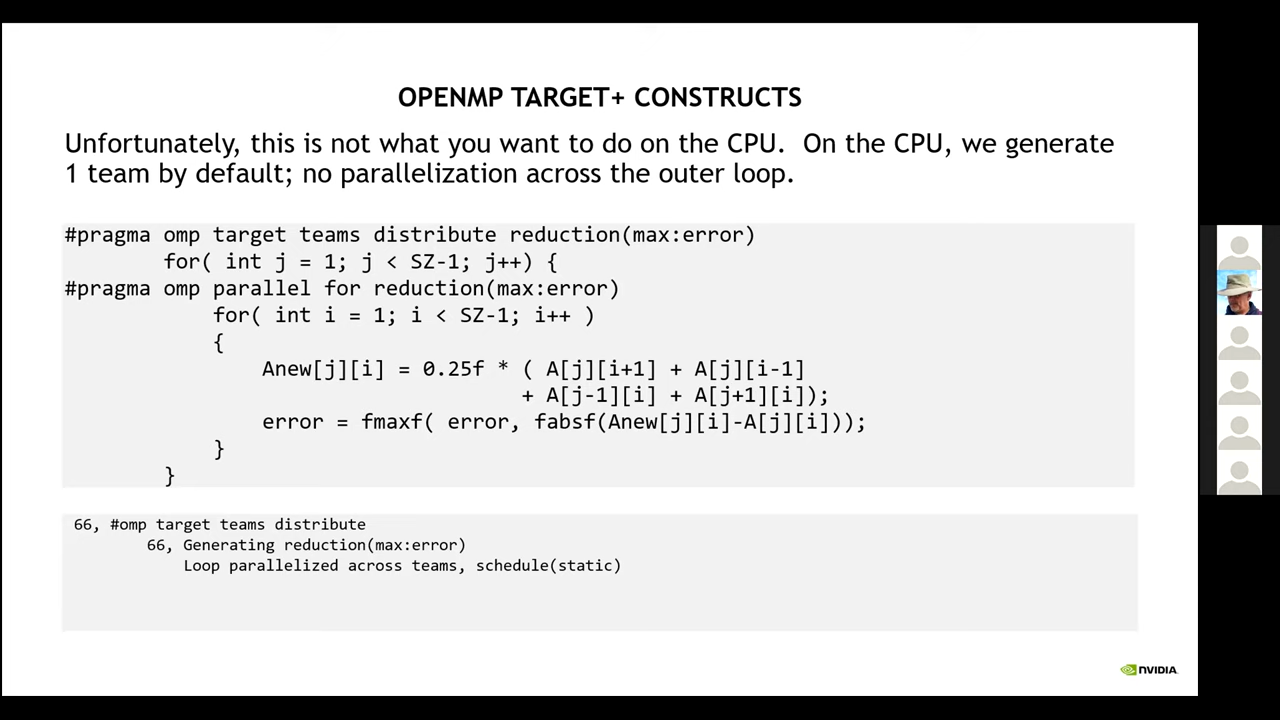 OPENMP TARGET+ CONSTRUCTS
Unfortunately, this is not what you want to do on the CPU.  On the CPU, we generate
1 team by default; no parallelization across the outer loop.
#pragma omp target teams distribute reduction(max:error)
        for( int j = 1; j < SZ-1; j++) {
#pragma omp parallel for reduction(max:error)
            for( int i = 1; i < SZ-1; i++ )
            {
                Anew[j][i] = 0.25f * ( A[j][i+1] + A[j][i-1]
                                     + A[j-1][i] + A[j+1][i]);
                error = fmaxf( error, fabsf(Anew[j][i]-A[j][i]));
            }
        }
66, #omp target teams distribute
        66, Generating reduction(max:error)
            Loop parallelized across teams, schedule(static)
NVIDIA